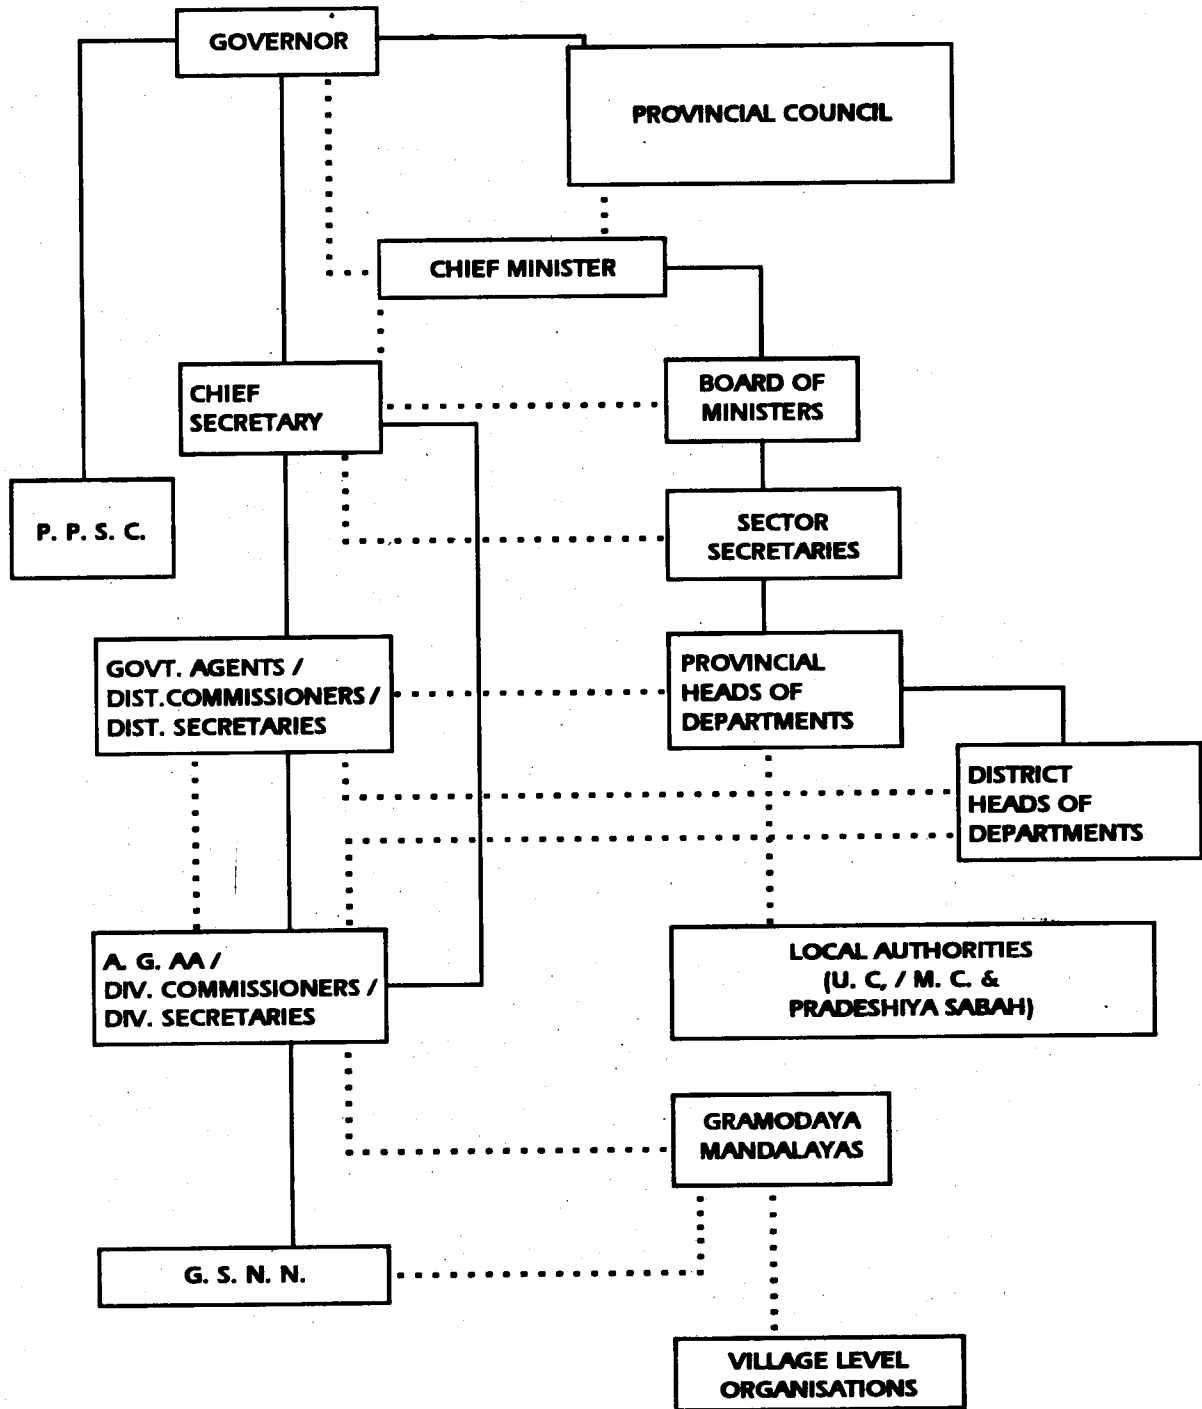 GOVERNOR
PROVINCIAL COUNCIL
CHIEF MINISTER
CHIEF
SECRETARY
BOARD OF
MINISTERS
P. P. S. C.
SECTOR
SECRETARIES
GOVT. AGENTS /
DIST.COMMISSIONERS /
DIST. SECRETARIES
PROVINCIAL
HEADS OF
DEPARTMENTS
DISTRICT
HEADS OF
DEPARTMENTS
A. G. AA /
DIV. COMMISSIONERS /
DIV. SECRETARIES
LOCAL AUTHORITIES
(U. C, / M. C. &
PRADESHIYA SABAH)
GRAMODAYA
MANDALAYAS
G. S. N. N.
VILLAGE LEVEL
ORGANISATIONS